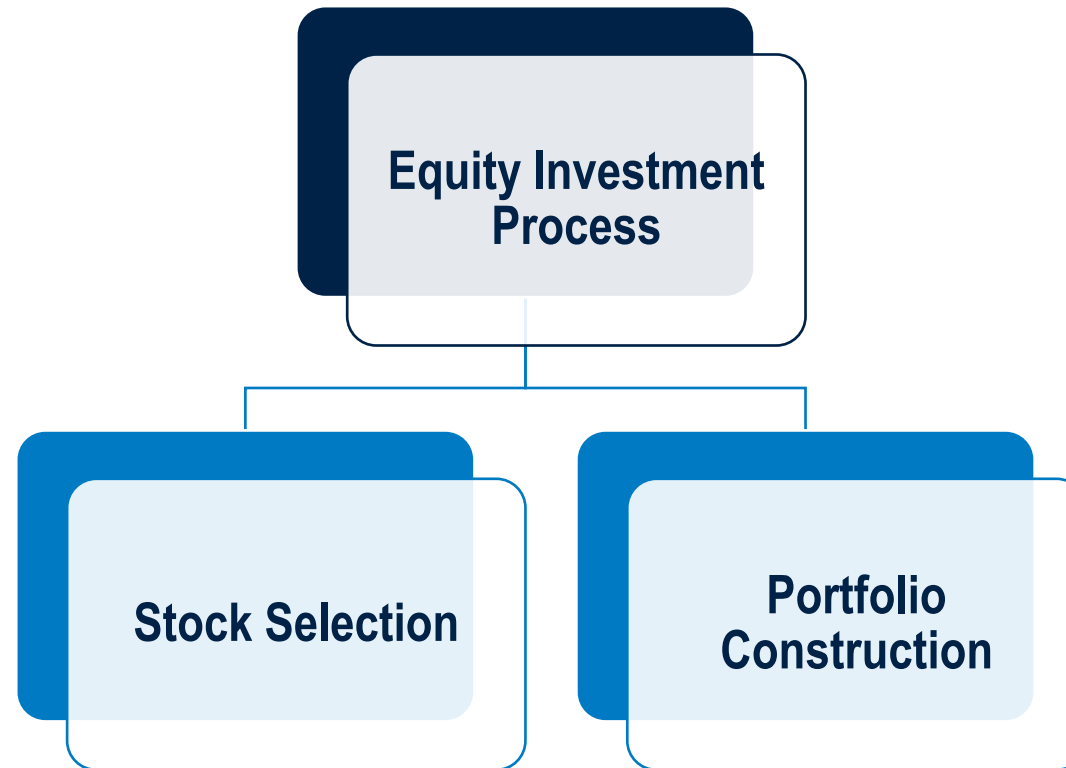 Equity Investment
Process
Stock Selection
Portfolio
Construction